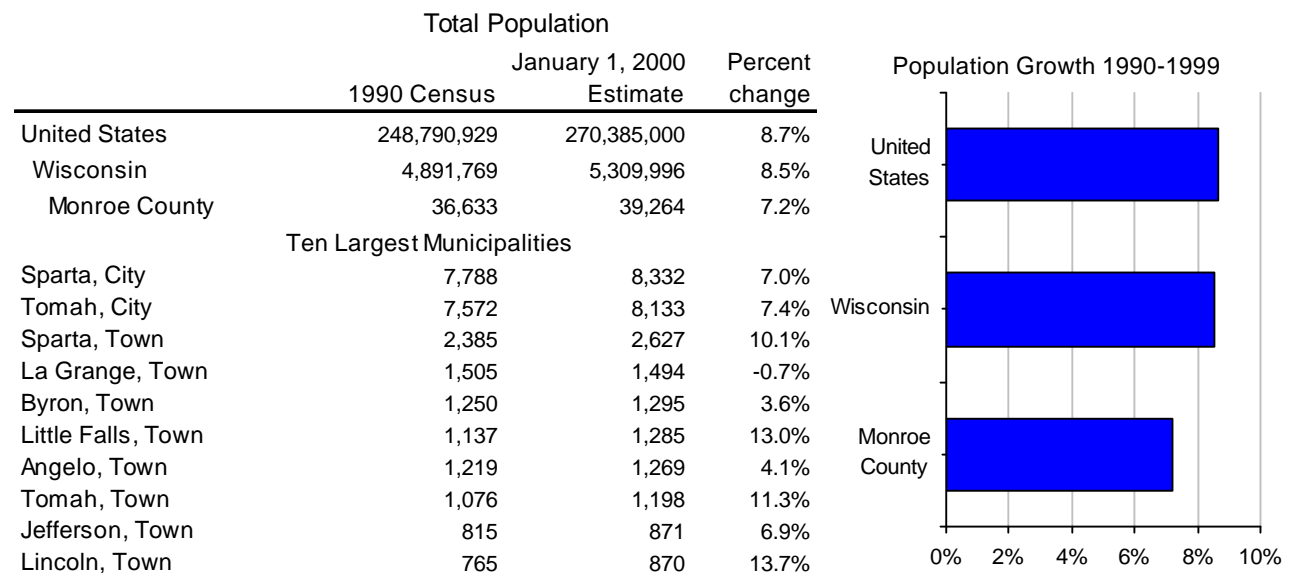 Total Population
January 1, 2000 Percent
1990 Census Estimate change
United States 248,790,929 270,385,000 8.7%
Wisconsin 4,891,769 5,309,996 8.5%
Monroe County 36,633 39,264 7.2%
Ten Largest Municipalities
Sparta, City 7,788 8,332 7.0%
Tomah, City 7,572 8,133 7.4%
Sparta, Town 2,385 2,627 10.1%
La Grange, Town 1,505 1,494 -0.7%
Byron, Town 1,250 1,295 3.6%
Little Falls, Town 1,137 1,285 13.0%
Angelo, Town 1,219 1,269 4.1%
Tomah, Town 1,076 1,198 11.3%
Jefferson, Town 815 871 6.9%
Lincoln, Town 765 870 13.7%
Population Growth 1990-1999
United
States
Wisconsin
Monroe
County
0% 2% 4% 6% 8% 10%